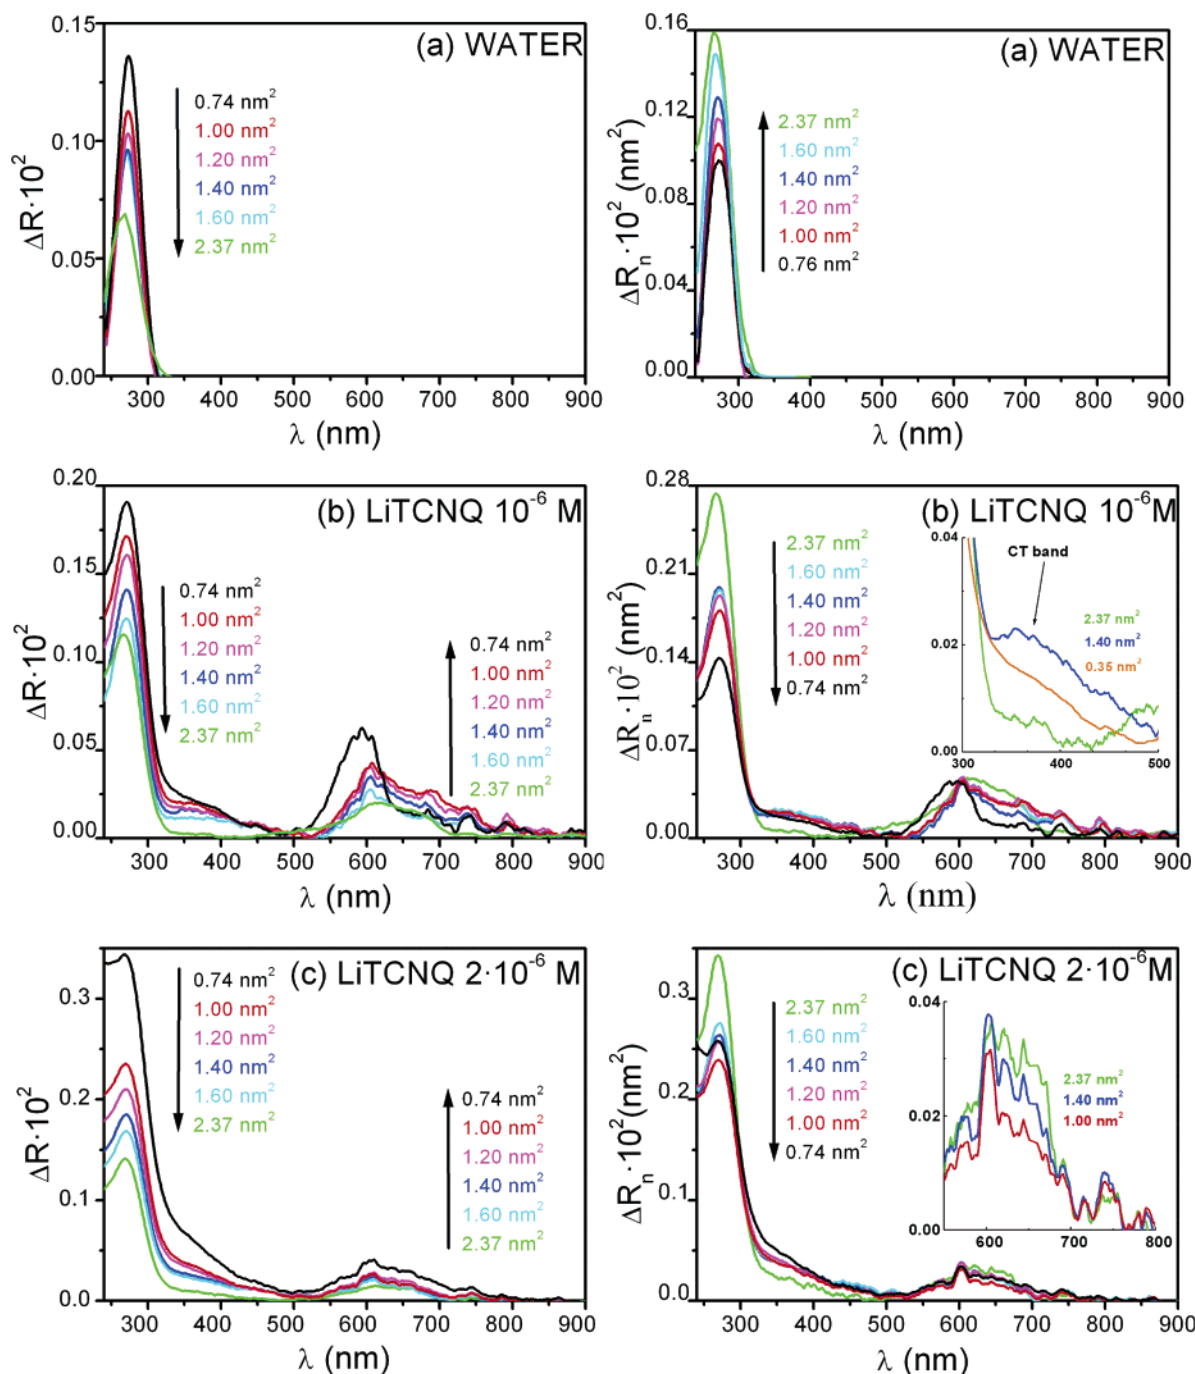 (a) WATER
ΔR·10²
0.15
0.10
0.05
0.00
0.74 nm²
1.00 nm²
1.20 nm²
1.40 nm²
1.60 nm²
2.37 nm²
300 400 500 600 700 800 900
λ (nm)
(a) WATER
ΔRₙ·10² (nm²)
0.16
0.12
0.08
0.04
0.00
2.37 nm²
1.60 nm²
1.40 nm²
1.20 nm²
1.00 nm²
0.76 nm²
300 400 500 600 700 800 900
λ (nm)
(b) LiTCNQ 10⁻⁶ M
ΔR·10²
0.20
0.15
0.10
0.05
0.00
0.74 nm²
1.00 nm²
1.20 nm²
1.40 nm²
1.60 nm²
2.37 nm²
0.74 nm²
1.00 nm²
1.20 nm²
1.40 nm²
1.60 nm²
2.37 nm²
300 400 500 600 700 800 900
λ (nm)
(b) LiTCNQ 10⁻⁶M
ΔRₙ·10² (nm²)
0.28
0.21
0.14
0.07
0.00
2.37 nm²
1.60 nm²
1.40 nm²
1.20 nm²
1.00 nm²
0.74 nm²
0.04
0.02
0.00
CT band
2.37 nm²
1.40 nm²
0.35 nm²
300 400 500
300 400 500 600 700 800 900
λ (nm)
(c) LiTCNQ 2·10⁻⁶ M
ΔR·10²
0.3
0.2
0.1
0.0
0.74 nm²
1.00 nm²
1.20 nm²
1.40 nm²
1.60 nm²
2.37 nm²
0.74 nm²
1.00 nm²
1.20 nm²
1.40 nm²
1.60 nm²
2.37 nm²
300 400 500 600 700 800 900
λ (nm)
(c) LiTCNQ 2·10⁻⁶M
ΔRₙ·10²(nm²)
0.3
0.2
0.1
0.0
2.37 nm²
1.60 nm²
1.40 nm²
1.20 nm²
1.00 nm²
0.74 nm²
0.04
0.02
0.00
2.37 nm²
1.40 nm²
1.00 nm²
600 700 800
300 400 500 600 700 800 900
λ (nm)